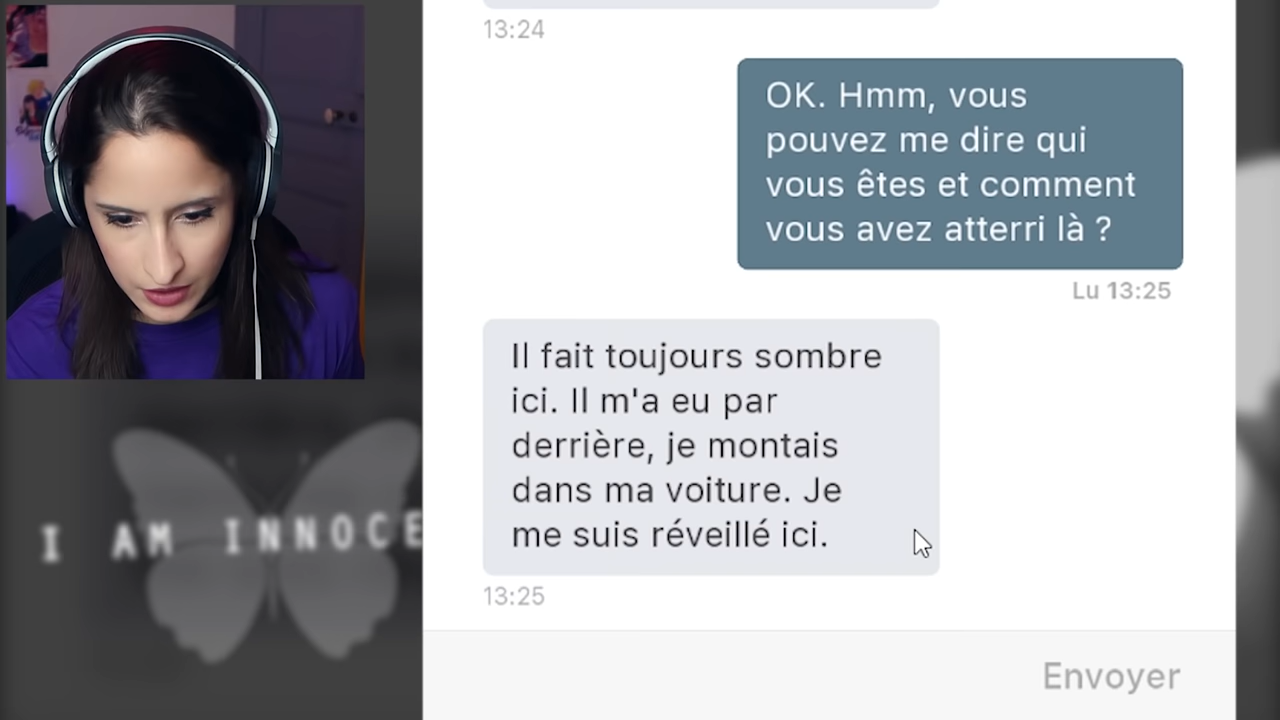 13:24
OK. Hmm, vous
pouvez me dire qui
vous êtes et comment
vous avez atterri là ?
Lu 13:25
Il fait toujours sombre
ici. Il m'a eu par
derrière, je montais
dans ma voiture. Je
me suis réveillé ici.
13:25
I AM INNOCE
Envoyer